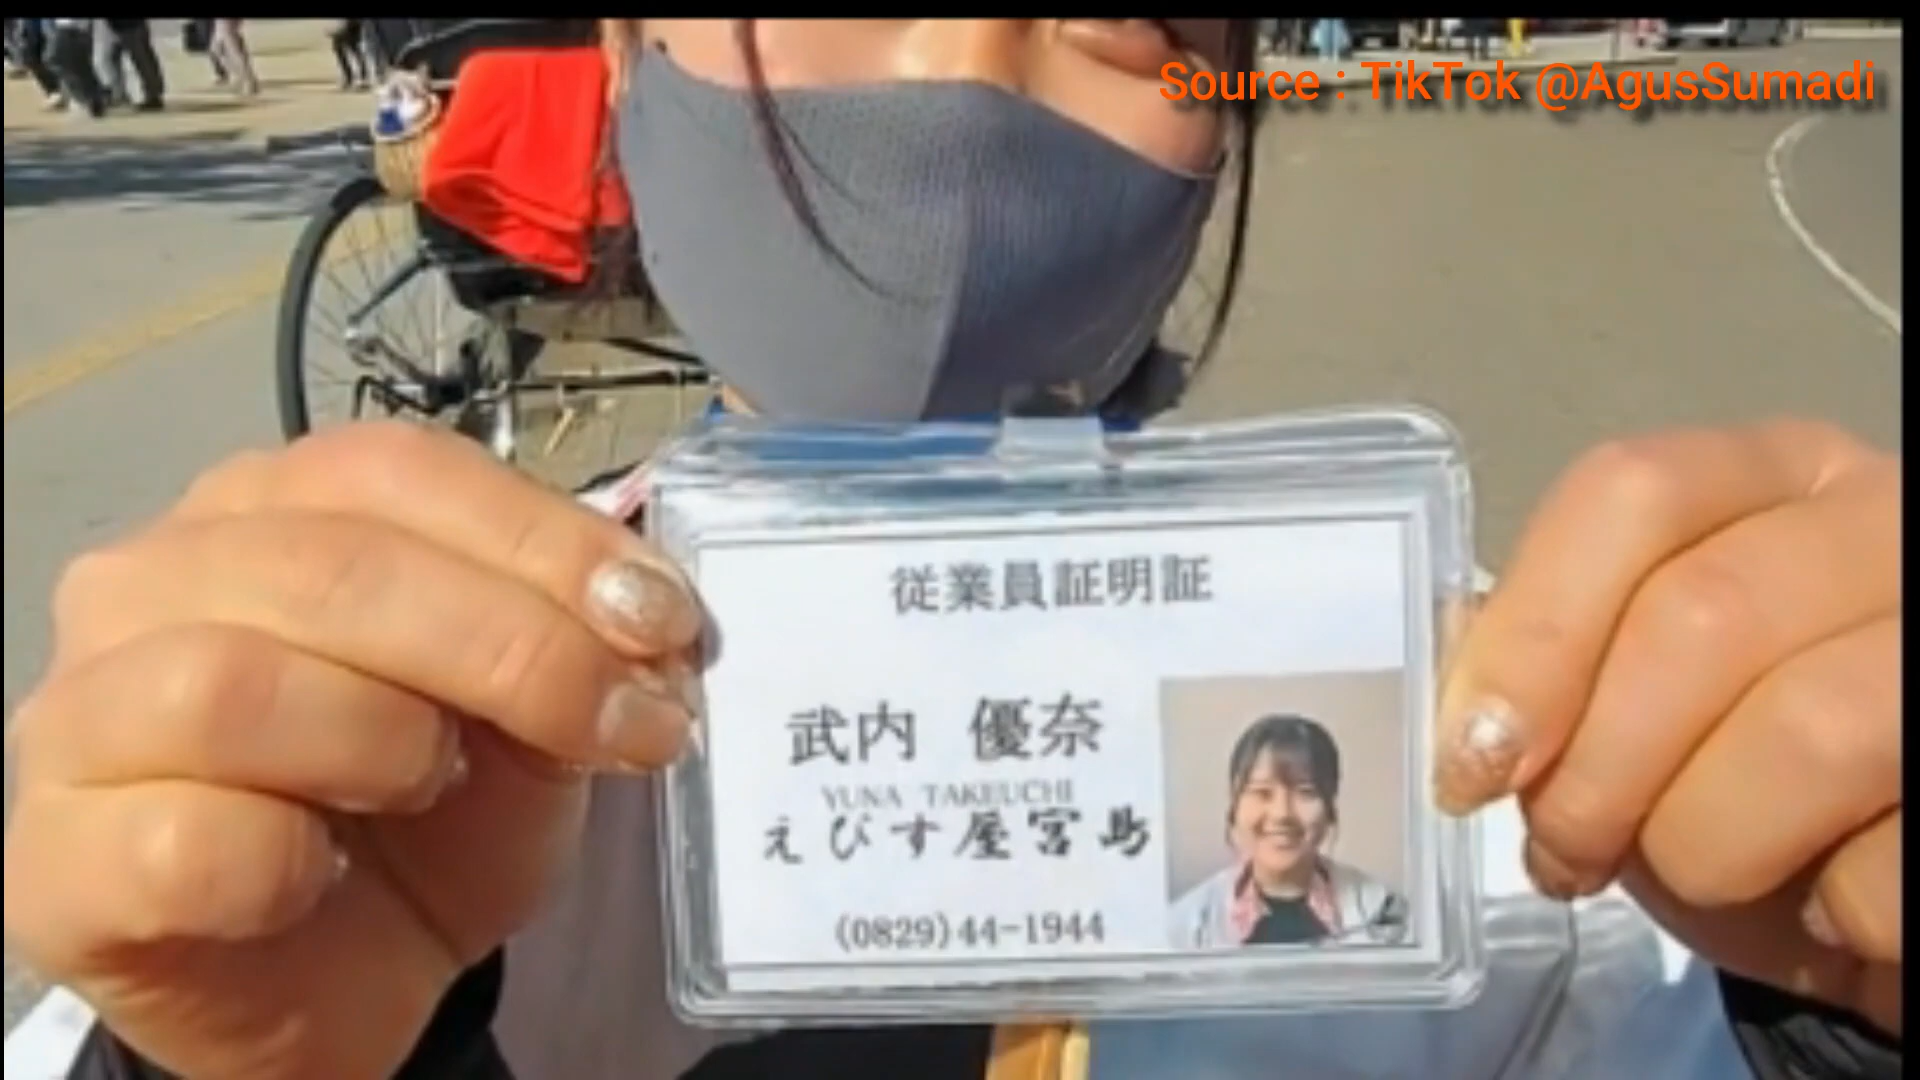 Source : TikTok @AgusSumadi
従業員証明証
武内 優奈
YUNA TAKEUCHI
えびす屋宮島
(0829)44-1944